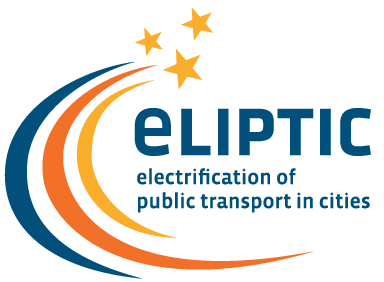 eLIPTIC
electrification of
public transport in cities